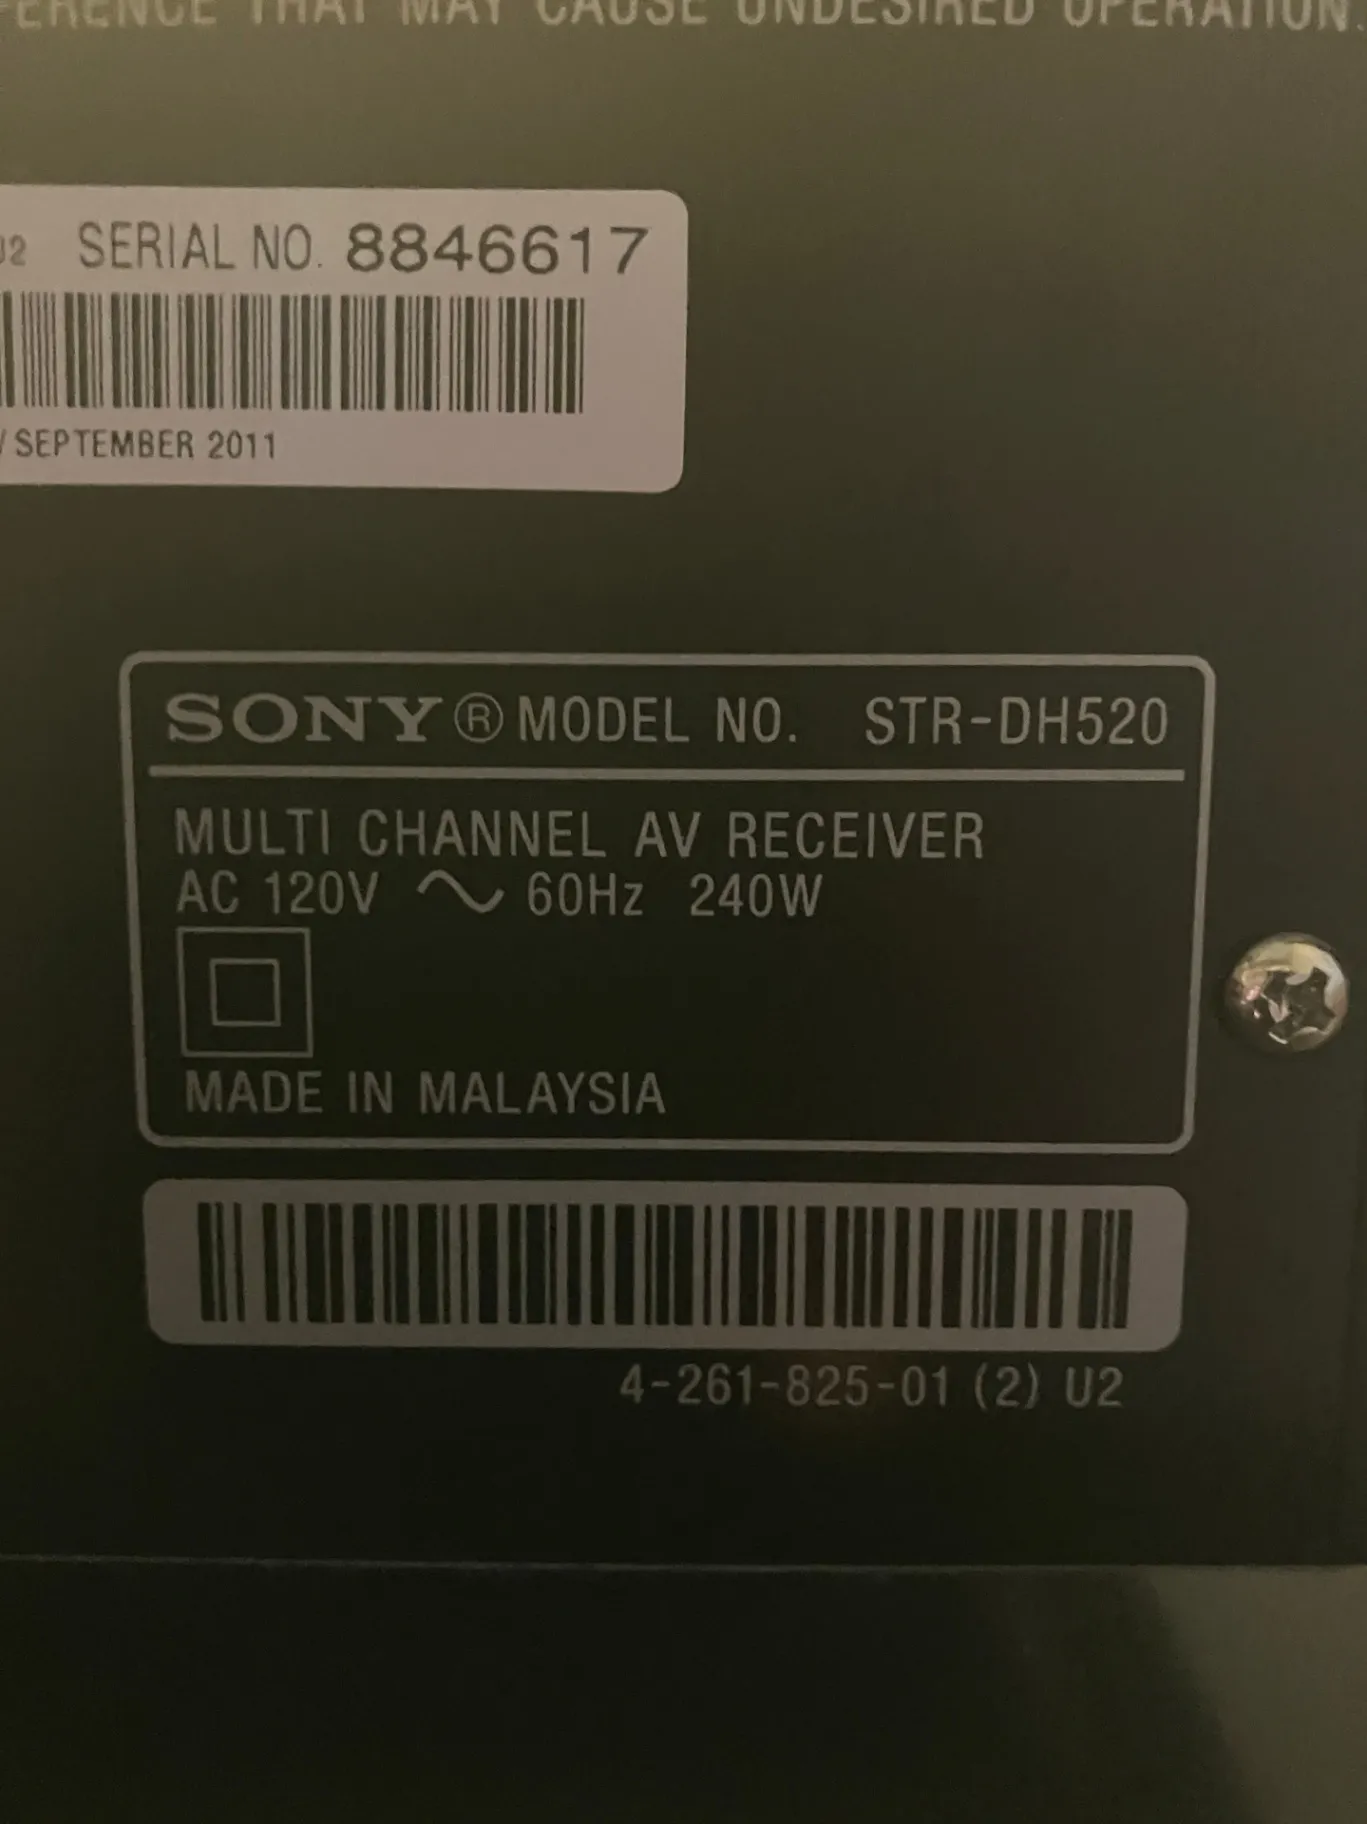 ERENCE THAT MAY CAUSE UNDESIRED OPERATION.
U2 SERIAL NO. 8846617
/ SEPTEMBER 2011
SONY® MODEL NO. STR-DH520
MULTI CHANNEL AV RECEIVER
AC 120V ~ 60Hz 240W
MADE IN MALAYSIA
4-261-825-01 (2) U2